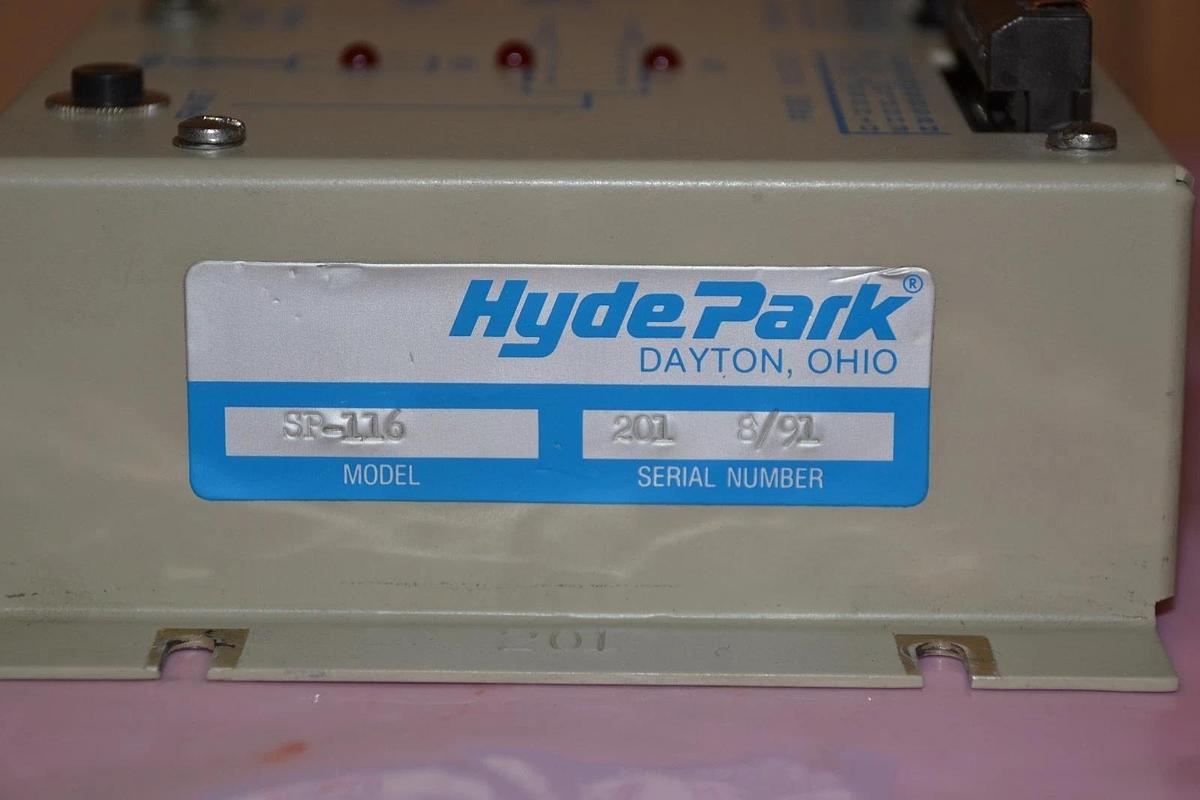 HydePark®
DAYTON, OHIO
SP-116 201 8/91
MODEL SERIAL NUMBER
201